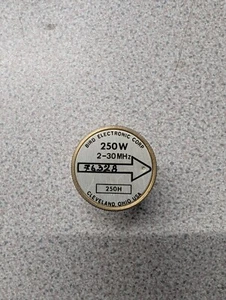 BIRD ELECTRONIC CORP
250W
2-30MHz
250H
CLEVELAND, OHIO, USA